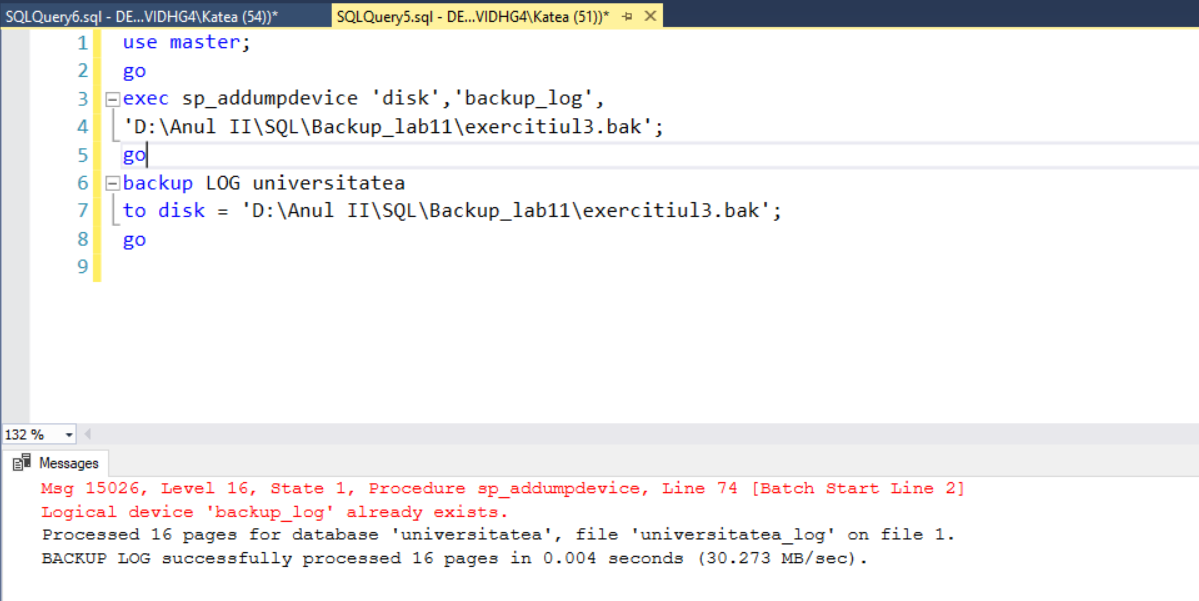 SQLQuery6.sql - DE...VIDHG4\Katea (54))*
SQLQuery5.sql - DE...VIDHG4\Katea (51))*
1 use master;
2 go
3 exec sp_addumpdevice 'disk','backup_log',
4 'D:\Anul II\SQL\Backup_lab11\exercitiul3.bak';
5 go
6 backup LOG universitatea
7 to disk = 'D:\Anul II\SQL\Backup_lab11\exercitiul3.bak';
8 go
9
132 %
Messages
Msg 15026, Level 16, State 1, Procedure sp_addumpdevice, Line 74 [Batch Start Line 2]
Logical device 'backup_log' already exists.
Processed 16 pages for database 'universitatea', file 'universitatea_log' on file 1.
BACKUP LOG successfully processed 16 pages in 0.004 seconds (30.273 MB/sec).